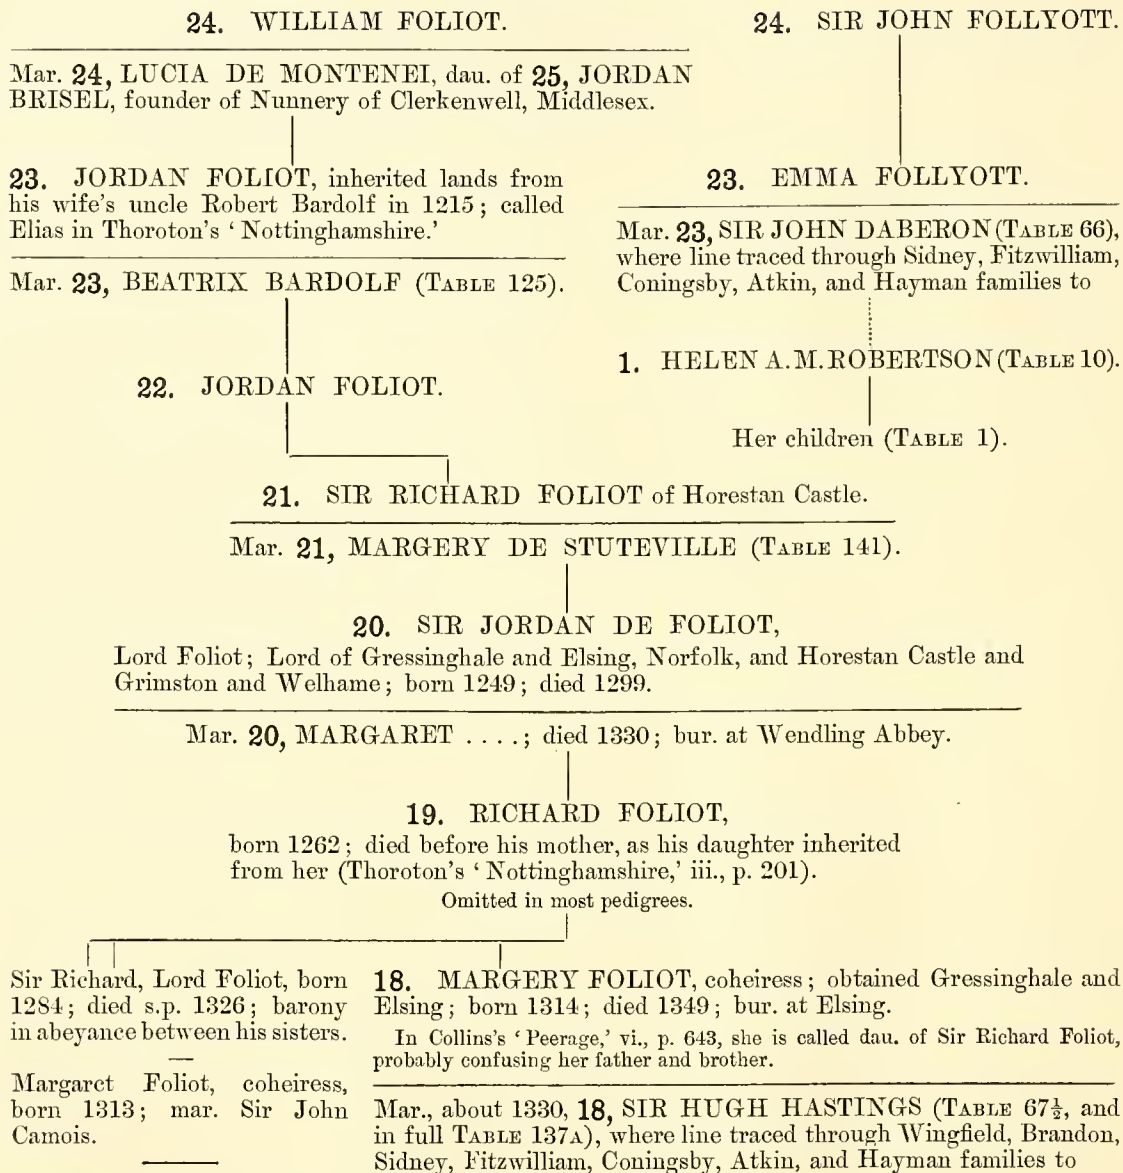 24. WILLIAM FOLIOT.
Mar. 24, LUCIA DE MONTENEI, dau. of 25, JORDAN
BRISEL, founder of Nunnery of Clerkenwell, Middlesex.
23. JORDAN FOLIOT, inherited lands from
his wife's uncle Robert Bardolf in 1215; called
Elias in Thoroton's ‘Nottinghamshire.’
Mar. 23, BEATRIX BARDOLF (TABLE 125).
22. JORDAN FOLIOT.
24. SIR JOHN FOLLYOTT.
23. EMMA FOLLYOTT.
Mar. 23, SIR JOHN DABERON (TABLE 66),
where line traced through Sidney, Fitzwilliam,
Coningsby, Atkin, and Hayman families to
1. HELEN A. M. ROBERTSON (TABLE 10).
Her children (TABLE 1).
21. SIR RICHARD FOLIOT of Horestan Castle.
Mar. 21, MARGERY DE STUTEVILLE (TABLE 141).
20. SIR JORDAN DE FOLIOT,
Lord Foliot; Lord of Gressinghale and Elsing, Norfolk, and Horestan Castle and
Grimston and Welhame; born 1249; died 1299.
Mar. 20, MARGARET . . . .; died 1330; bur. at Wendling Abbey.
19. RICHARD FOLIOT,
born 1262; died before his mother, as his daughter inherited
from her (Thoroton's ‘Nottinghamshire,’ iii., p. 201).
Omitted in most pedigrees.
Sir Richard, Lord Foliot, born
1284; died s.p. 1326; barony
in abeyance between his sisters.
Margaret Foliot, coheiress,
born 1313; mar. Sir John
Camois.
18. MARGERY FOLIOT, coheiress; obtained Gressinghale and
Elsing; born 1314; died 1349; bur. at Elsing.
In Collins's ‘Peerage,’ vi., p. 643, she is called dau. of Sir Richard Foliot,
probably confusing her father and brother.
Mar., about 1330, 18, SIR HUGH HASTINGS (TABLE 67½, and
in full TABLE 137A), where line traced through Wingfield, Brandon,
Sidney, Fitzwilliam, Coningsby, Atkin, and Hayman families to